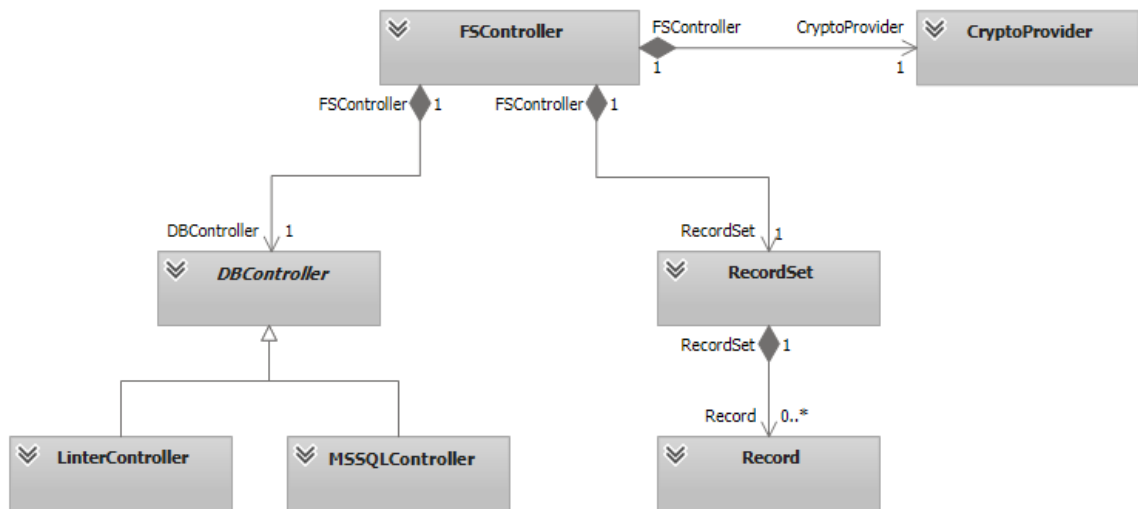 FSController
FSController
CryptoProvider
CryptoProvider
1
1
FSController
1
FSController
1
DBController
1
RecordSet
1
DBController
RecordSet
RecordSet
1
Record
0..*
LinterController
MSSQLController
Record